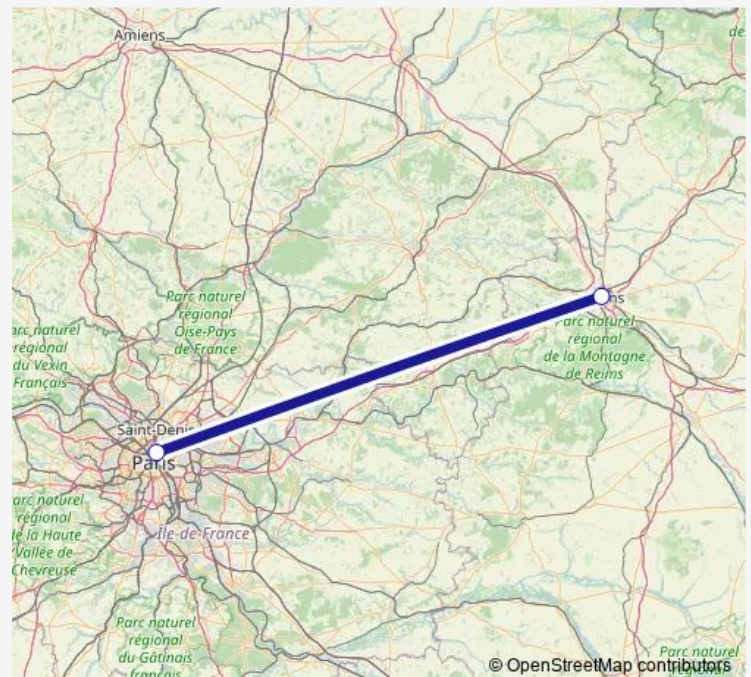 Amiens
de
Parc naturel
régional
Oise-Pays
de France
arc naturel
régional
du Vexin
Français
ns
Parc naturel
régional
de la Montagne
de Reims
Saint-Denis
Paris
arc naturel
régional
de la Haute
Vallée de
Chevreuse
Île-de-France
Parc naturel
régional
du Gâtinais
français
Parc naturel
régional
© OpenStreetMap contributors